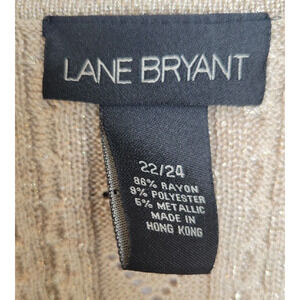 LANE BRYANT
22/24
86% RAYON
9% POLYESTER
5% METALLIC
MADE IN
HONG KONG